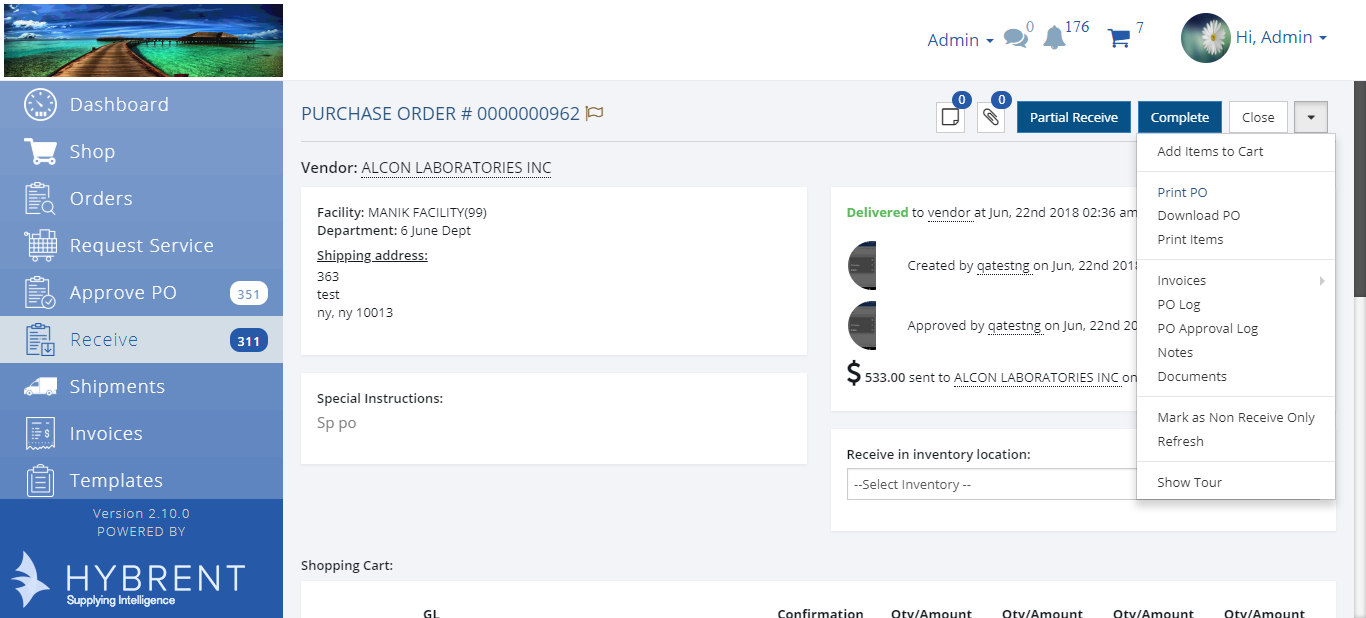 Admin
0
176
7
Hi, Admin
Dashboard
Shop
Orders
Request Service
Approve PO 351
Receive 311
Shipments
Invoices
Templates
Version 2.10.0
POWERED BY
HYBRENT
Supplying Intelligence
PURCHASE ORDER # 0000000962
0
0
Partial Receive
Complete
Close
Vendor: ALCON LABORATORIES INC
Facility: MANIK FACILITY(99)
Department: 6 June Dept
Shipping address:
363
test
ny, ny 10013
Special Instructions:
Sp po
Delivered to vendor at Jun, 22nd 2018 02:36 am
Created by qatestng on Jun, 22nd 2018
Approved by qatestng on Jun, 22nd 20
$ 533.00 sent to ALCON LABORATORIES INC on
Receive in inventory location:
--Select Inventory --
Add Items to Cart
Print PO
Download PO
Print Items
Invoices
PO Log
PO Approval Log
Notes
Documents
Mark as Non Receive Only
Refresh
Show Tour
Shopping Cart:
GL Confirmation Qty/Amount Qty/Amount Qty/Amount Qty/Amount